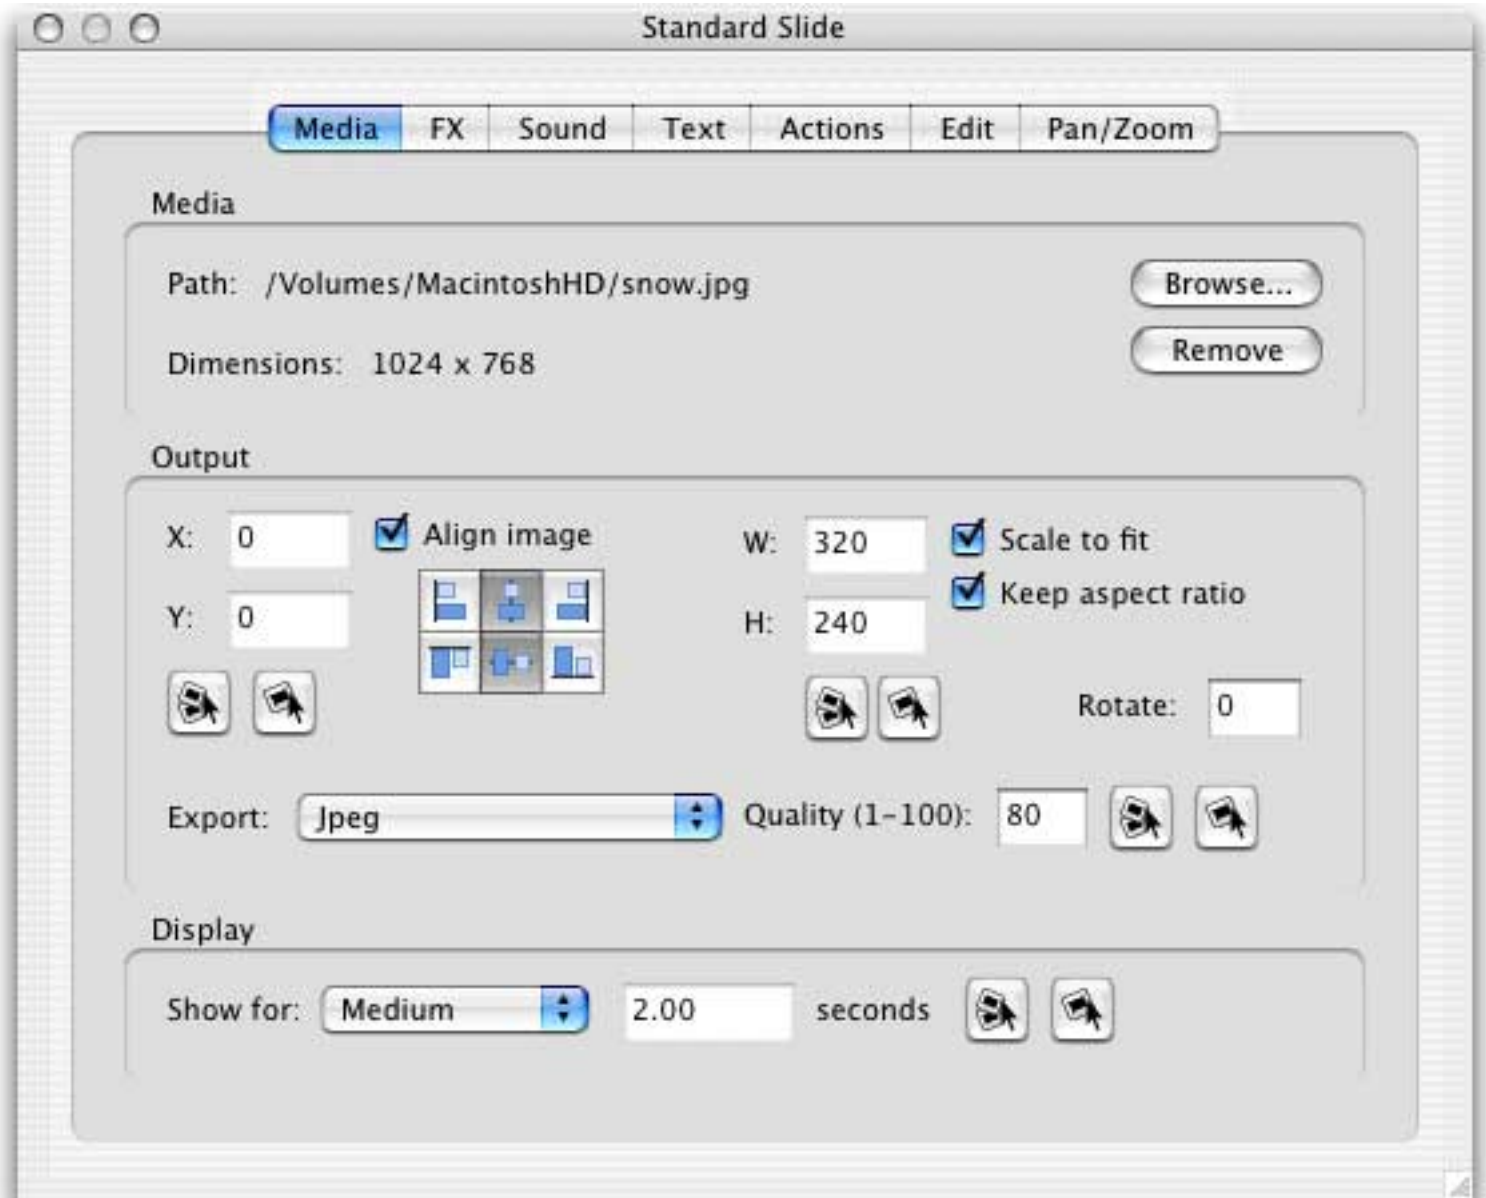 Standard Slide
Media FX Sound Text Actions Edit Pan/Zoom
Media
Path: /Volumes/MacintoshHD/snow.jpg Browse...
Dimensions: 1024 x 768 Remove
Output
X: 0 Align image W: 320 Scale to fit
Keep aspect ratio
Y: 0 H: 240
Rotate: 0
Export: Jpeg Quality (1-100): 80
Display
Show for: Medium 2.00 seconds